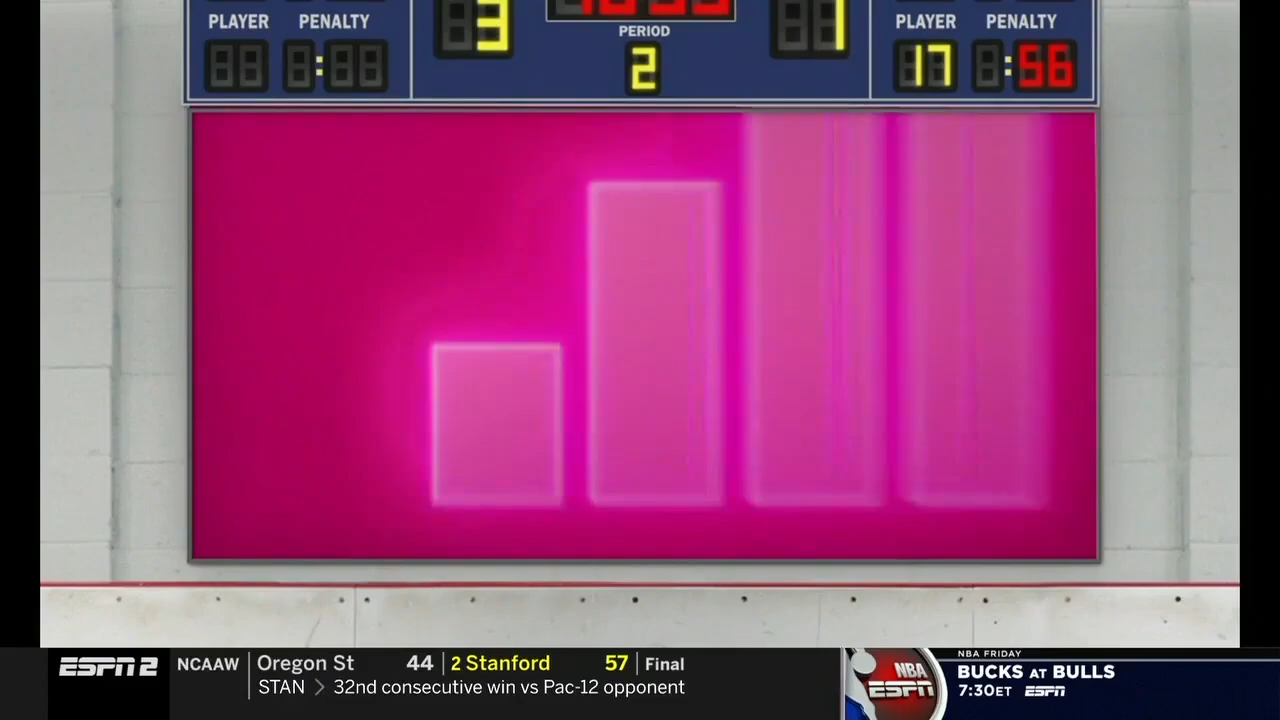 PLAYER PENALTY
3
PERIOD
2
1
PLAYER PENALTY
17 :56
ESPN2
NCAAW
Oregon St 44
STAN > 32nd consecutive win vs Pac-12 opponent
2 Stanford 57
Final
NBA
ESPN
NBA FRIDAY
BUCKS AT BULLS
7:30ET ESPN